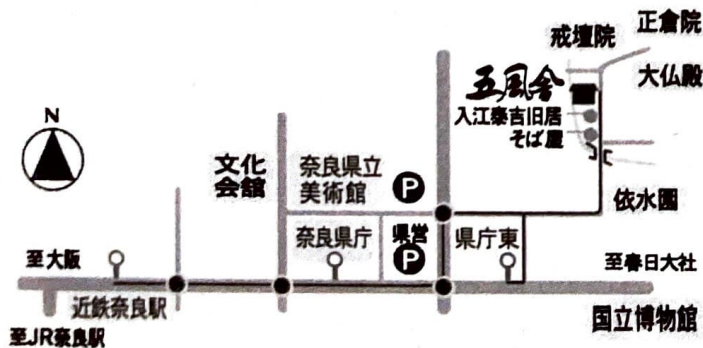 正倉院
戒壇院
大仏殿
五風舎
入江泰吉旧居
そば屋
N
文化
会館
奈良県立
美術館
P
依水園
奈良県庁
県営
P
県庁東
至大阪
至春日大社
近鉄奈良駅
国立博物館
至JR奈良駅